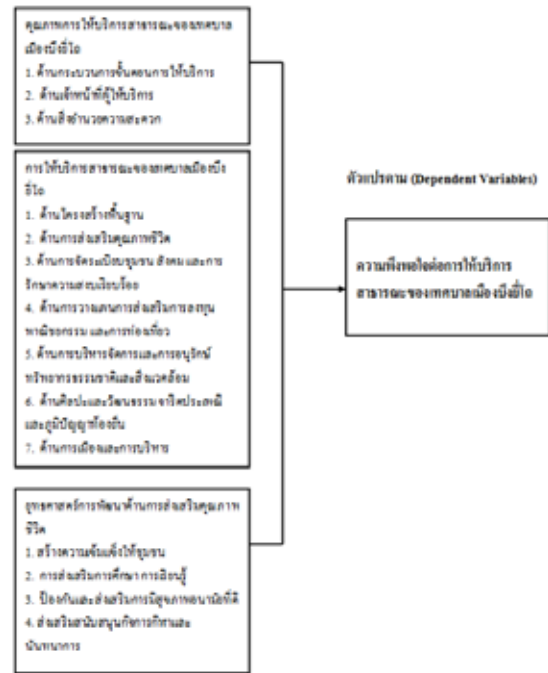 คุณภาพการให้บริการสาธารณะของเทศบาล
เมืองบึงยี่โถ
1. ด้านกระบวนการขั้นตอนการให้บริการ
2. ด้านเจ้าหน้าที่ผู้ให้บริการ
3. ด้านสิ่งอำนวยความสะดวก
การให้บริการสาธารณะของเทศบาลเมืองบึง
ยี่โถ
1. ด้านโครงสร้างพื้นฐาน
2. ด้านการส่งเสริมคุณภาพชีวิต
3. ด้านการจัดระเบียบชุมชน สังคม และการ
รักษาความสงบเรียบร้อย
4. ด้านการวางแผนการส่งเสริมการลงทุน
พาณิชยกรรม และการท่องเที่ยว
5. ด้านการบริหารจัดการและการอนุรักษ์
ทรัพยากรธรรมชาติและสิ่งแวดล้อม
6. ด้านศิลปะและวัฒนธรรม จารีตประเพณี
และภูมิปัญญาท้องถิ่น
7. ด้านการเมืองและการบริหาร
ยุทธศาสตร์การพัฒนาด้านการส่งเสริมคุณภาพ
ชีวิต
1. สร้างความเข้มแข็งให้ชุมชน
2. การส่งเสริมการศึกษา การเรียนรู้
3. ป้องกันและส่งเสริมการมีสุขภาพอนามัยที่ดี
4. ส่งเสริมสนับสนุนกิจการกีฬาและ
นันทนาการ
ตัวแปรตาม (Dependent Variables)
ความพึงพอใจต่อการให้บริการ
สาธารณะของเทศบาลเมืองบึงยี่โถ